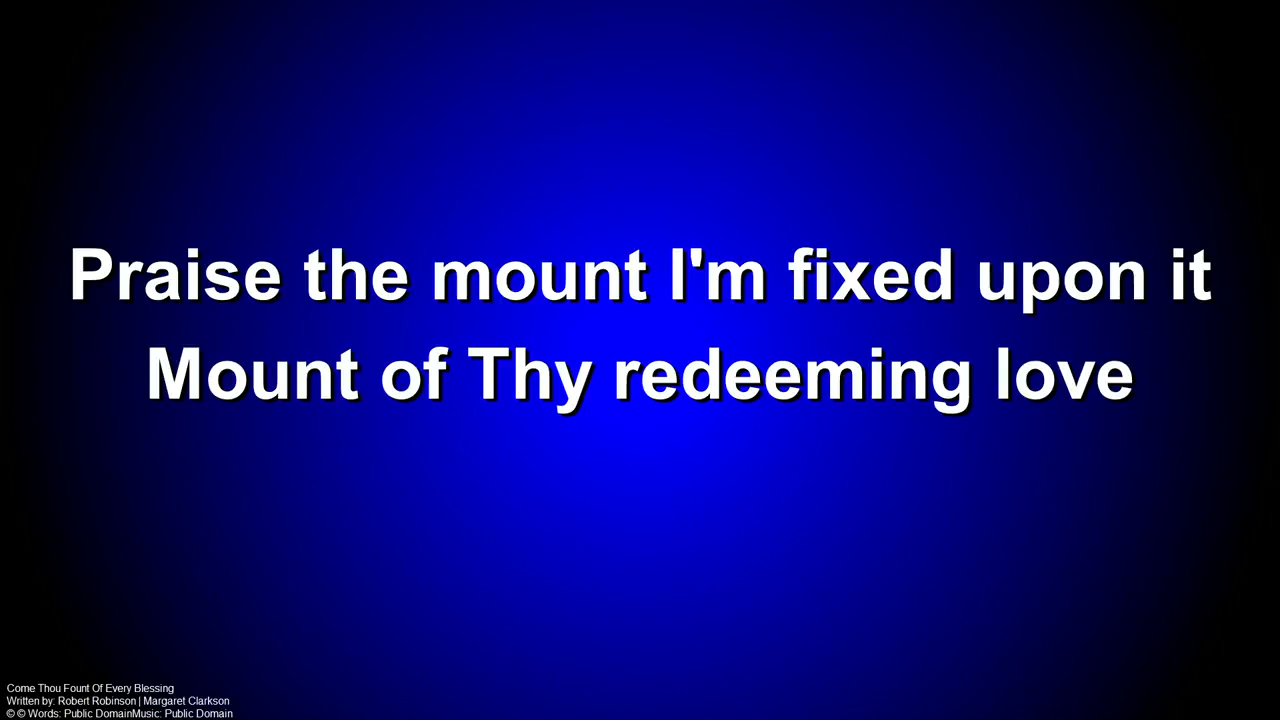 Praise the mount I'm fixed upon it
Mount of Thy redeeming love
Come Thou Fount Of Every Blessing
Written by: Robert Robinson | Margaret Clarkson
© © Words: Public DomainMusic: Public Domain